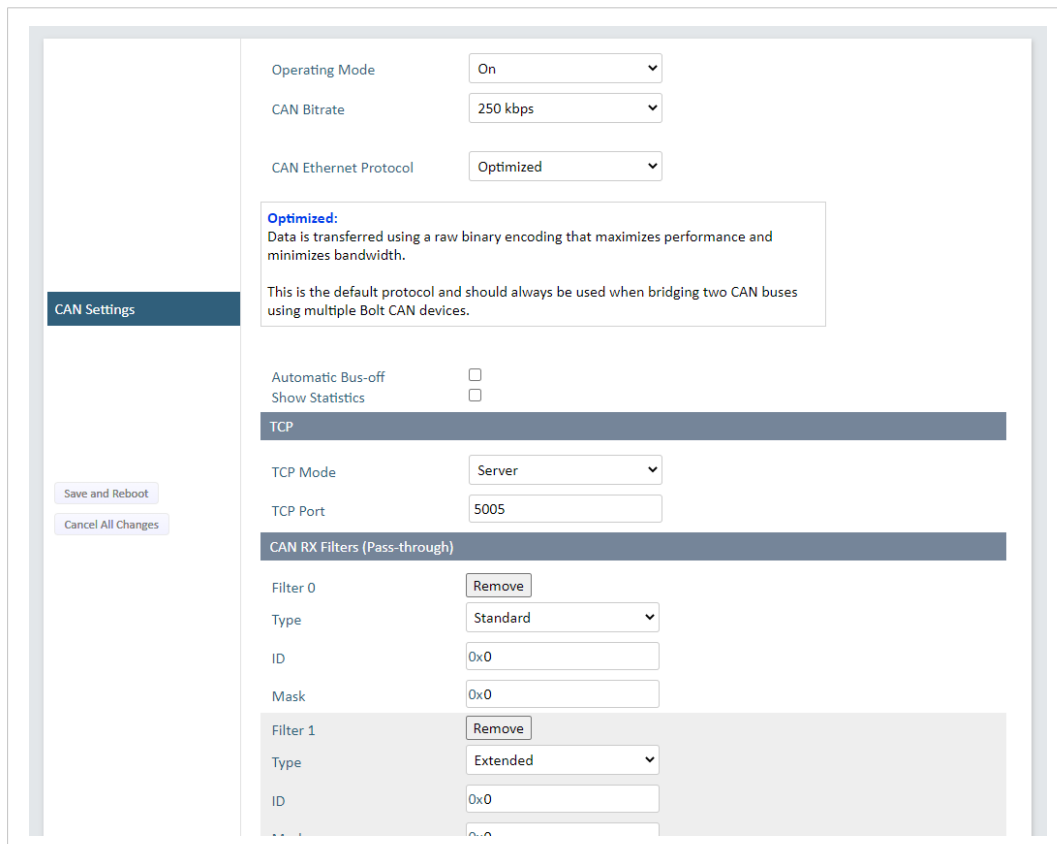 Operating Mode On
CAN Bitrate 250 kbps
CAN Ethernet Protocol Optimized
Optimized:
Data is transferred using a raw binary encoding that maximizes performance and
minimizes bandwidth.
This is the default protocol and should always be used when bridging two CAN buses
using multiple Bolt CAN devices.
CAN Settings
Automatic Bus-off
Show Statistics
TCP
TCP Mode Server
TCP Port 5005
Save and Reboot
Cancel All Changes
CAN RX Filters (Pass-through)
Filter 0 Remove
Type Standard
ID 0x0
Mask 0x0
Filter 1 Remove
Type Extended
ID 0x0